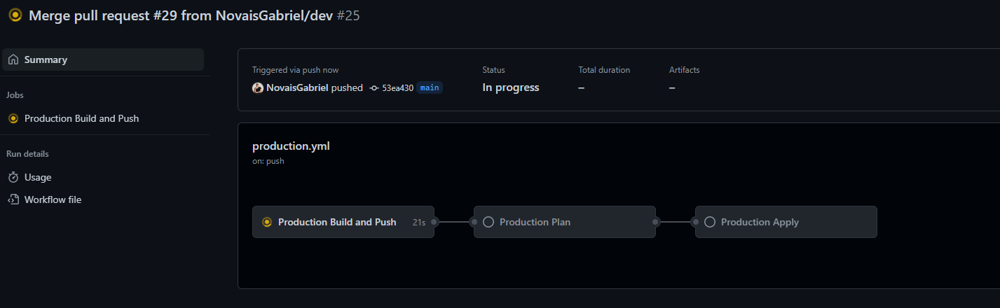 Merge pull request #29 from NovaisGabriel/dev #25
Summary
Jobs
Production Build and Push
Run details
Usage
Workflow file
Triggered via push now
NovaisGabriel pushed 53ea430 main
Status
In progress
Total duration
–
Artifacts
–
production.yml
on: push
Production Build and Push 21s
Production Plan
Production Apply